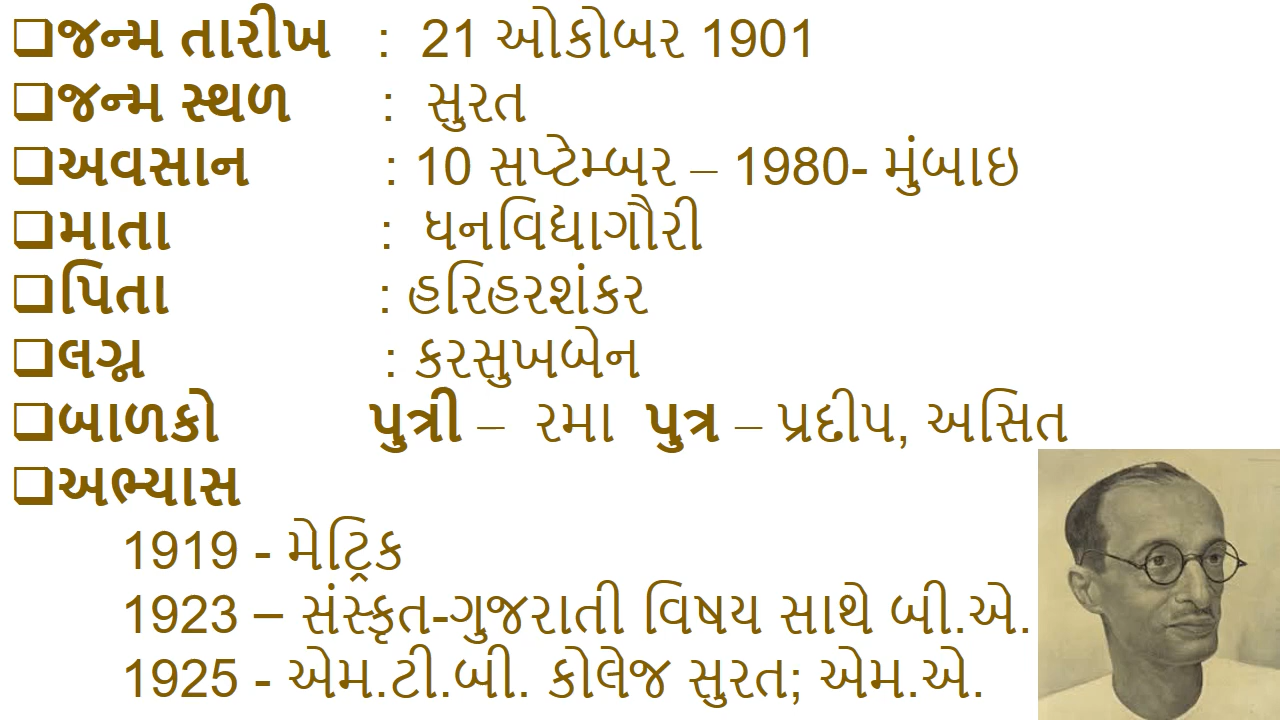 ❑જન્મ તારીખ : 21 ઓકોબર 1901
❑જન્મ સ્થળ : સુરત
❑અવસાન : 10 સપ્ટેમ્બર – 1980- મુંબાઇ
❑માતા : ધનવિદ્યાગૌરી
❑પિતા : હરિહરશંકર
❑લગ્ન : કરસુખબેન
❑બાળકો પુત્રી – રમા પુત્ર – પ્રદીપ, અસિત
❑અભ્યાસ
1919 - મેટ્રિક
1923 – સંસ્કૃત-ગુજરાતી વિષય સાથે બી.એ.
1925 - એમ.ટી.બી. કોલેજ સુરત; એમ.એ.